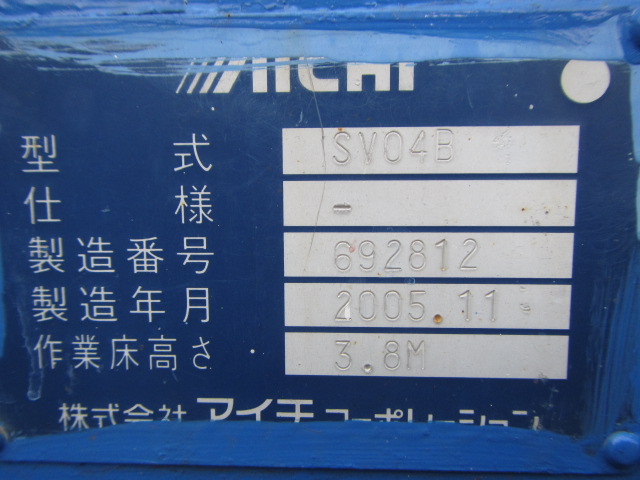 AICHI
型式 SV04B
仕様 -
製造番号 692812
製造年月 2005.11
作業床高さ 3.8M
株式会社 アイチコーポレーション